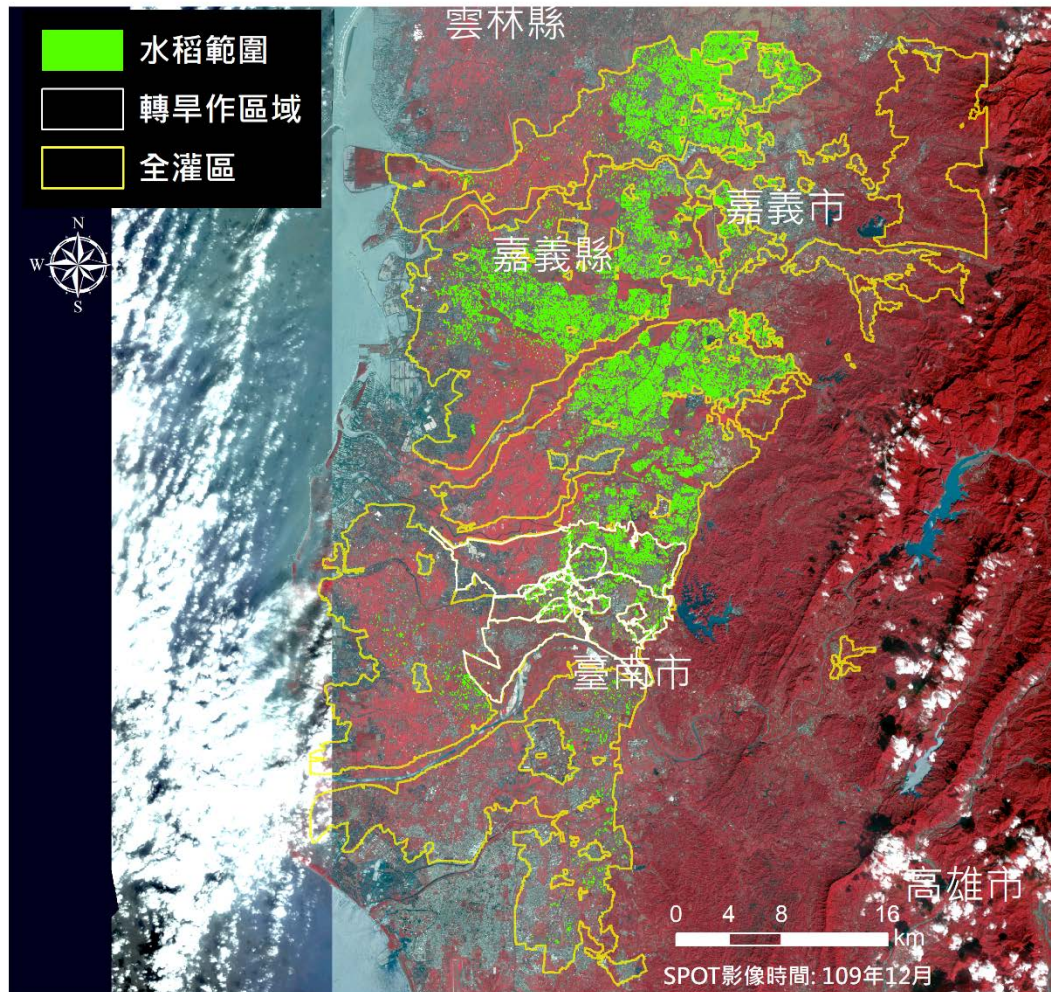 雲林縣
水稻範圍
轉旱作區域
全灌區
嘉義市
嘉義縣
N
W
S
臺南市
高雄市
0 4 8 16
km
SPOT影像時間: 109年12月